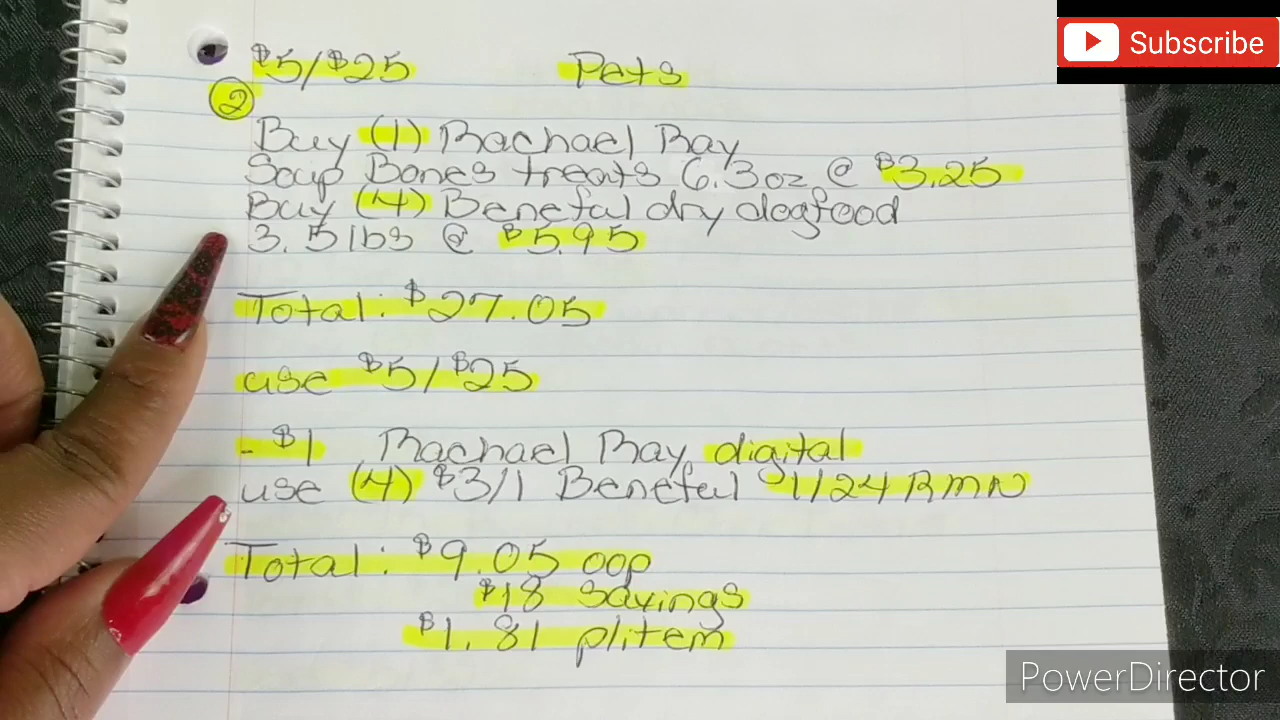 Subscribe
$5/$25 Pets
2
Buy (1) Rachael Ray
Soup Bones treats 6.3oz @ $3.25
Buy (4) Beneful dry dogfood
3.5lbs @ $5.95
Total: $27.05
use $5/$25
- $1 Rachael Ray digital
use (4) $3/1 Beneful 1/24 RMN
Total: $9.05 oop
$18 savings
$1.81 p/item
PowerDirector